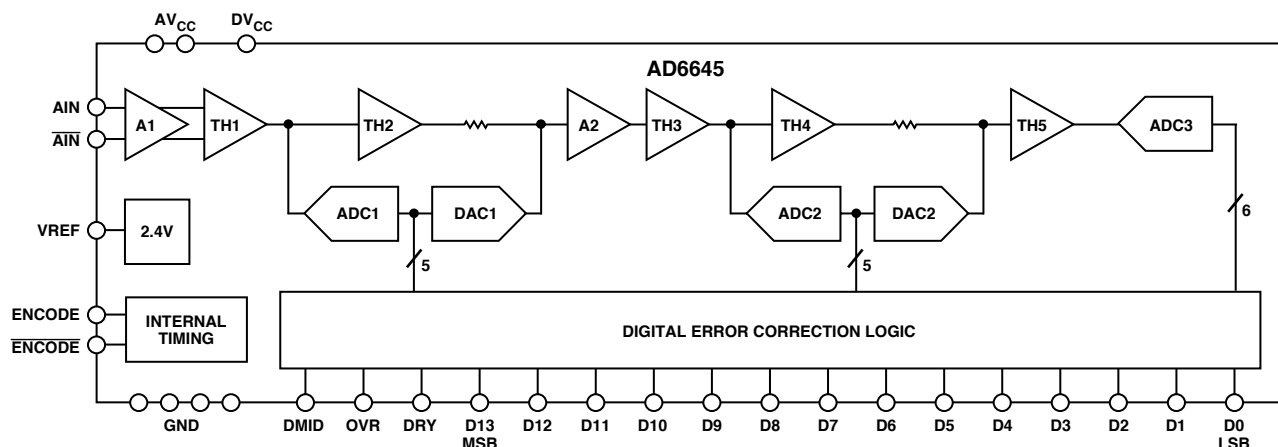 AVCC DVCC
AD6645
AIN
A1 TH1 TH2 A2 TH3 TH4 TH5 ADC3
AIN
ADC1 DAC1 ADC2 DAC2
VREF 2.4V
6
5 5
ENCODE
INTERNAL
TIMING
DIGITAL ERROR CORRECTION LOGIC
ENCODE
GND DMID OVR DRY D13 D12 D11 D10 D9 D8 D7 D6 D5 D4 D3 D2 D1 D0
MSB LSB